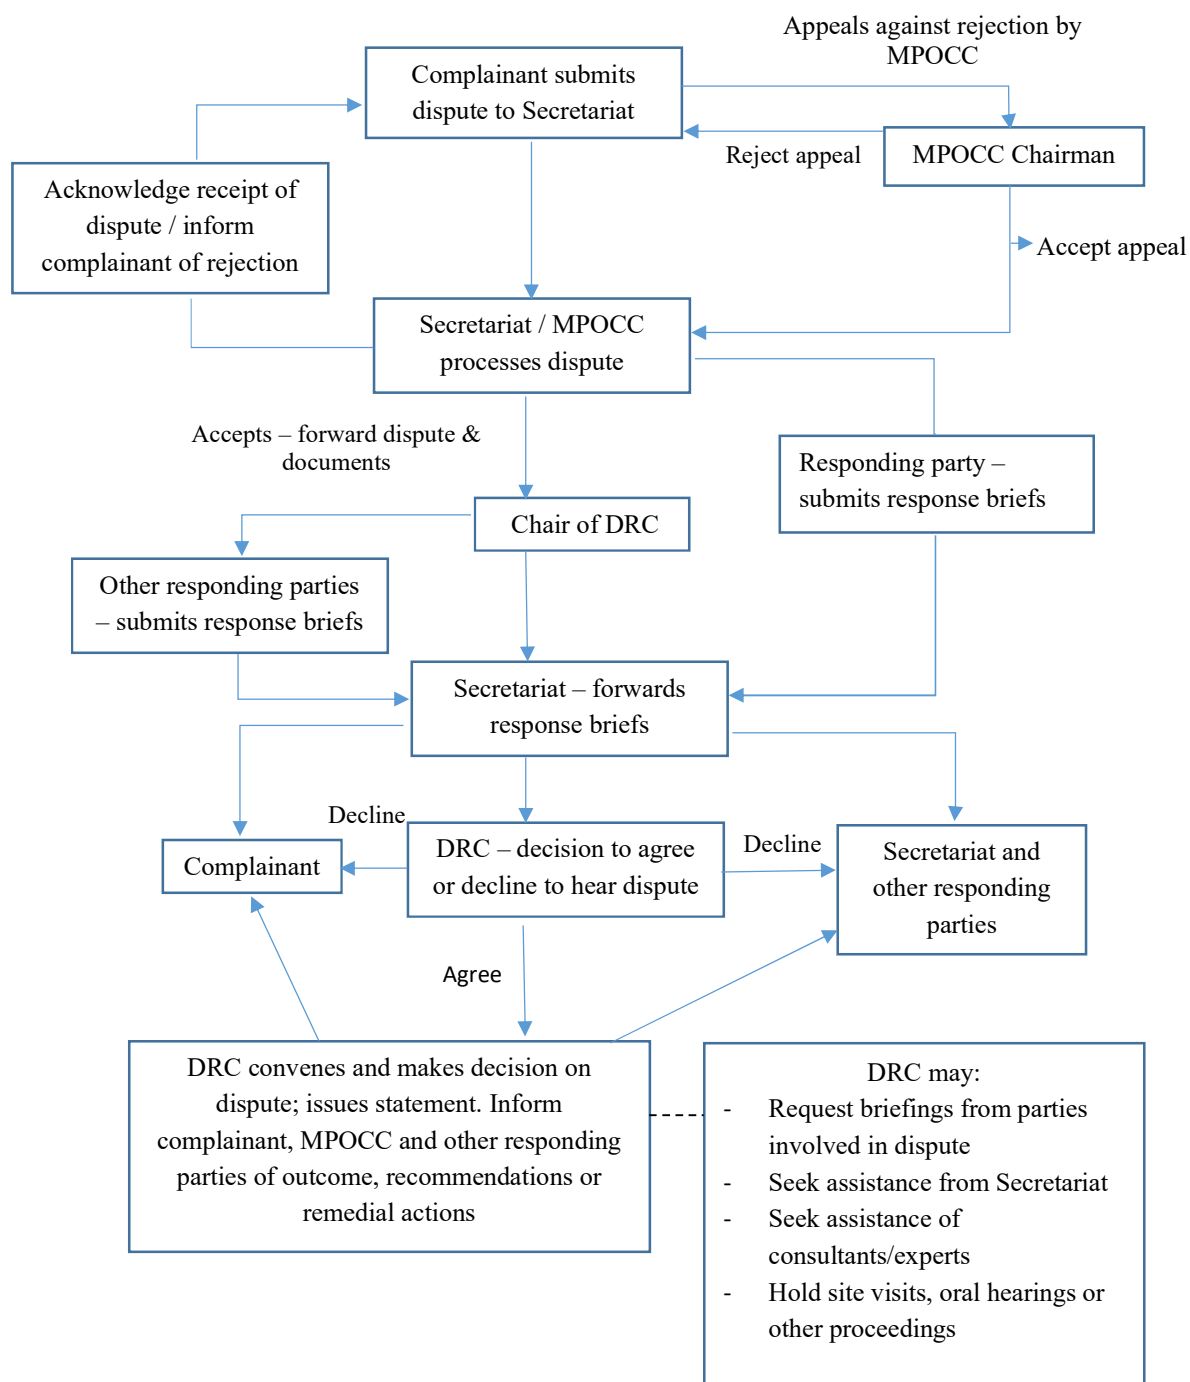 Appeals against rejection by
MPOCC
Complainant submits
dispute to Secretariat
Reject appeal
MPOCC Chairman
Acknowledge receipt of
dispute / inform
complainant of rejection
Accept appeal
Secretariat / MPOCC
processes dispute
Accepts – forward dispute &
documents
Responding party –
submits response briefs
Chair of DRC
Other responding parties
– submits response briefs
Secretariat – forwards
response briefs
Decline
Complainant
DRC – decision to agree
or decline to hear dispute
Decline
Secretariat and
other responding
parties
Agree
DRC convenes and makes decision on
dispute; issues statement. Inform
complainant, MPOCC and other responding
parties of outcome, recommendations or
remedial actions
DRC may:
- Request briefings from parties
involved in dispute
- Seek assistance from Secretariat
- Seek assistance of
consultants/experts
- Hold site visits, oral hearings or
other proceedings